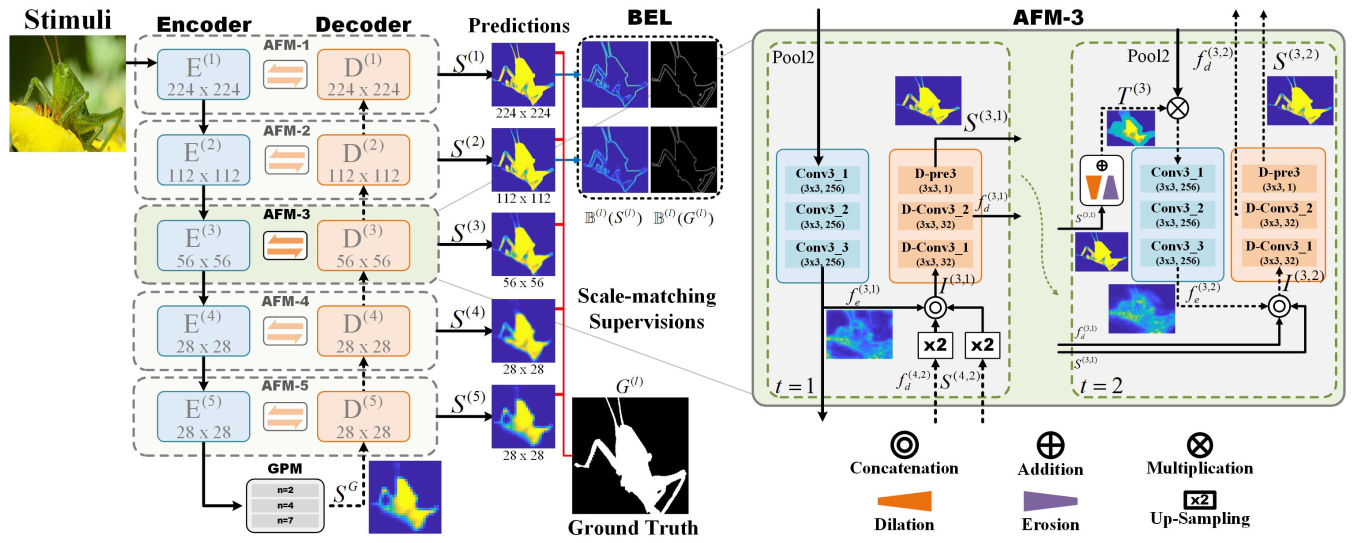 Stimuli
Encoder
Decoder
Predictions
BEL
AFM-1
E(1)
224 x 224
D(1)
224 x 224
S(1)
224 x 224
AFM-2
E(2)
112 x 112
D(2)
112 x 112
S(2)
112 x 112
𝔹(l)(S(l))
𝔹(l)(G(l))
AFM-3
E(3)
56 x 56
D(3)
56 x 56
S(3)
56 x 56
Scale-matching
Supervisions
AFM-4
E(4)
28 x 28
D(4)
28 x 28
S(4)
28 x 28
AFM-5
E(5)
28 x 28
D(5)
28 x 28
S(5)
28 x 28
G(l)
Ground Truth
GPM
n=2
n=4
n=7
S^G
AFM-3
Pool2
S(3,1)
Conv3_1
(3x3, 256)
Conv3_2
(3x3, 256)
Conv3_3
(3x3, 256)
D-pre3
(3x3, 1)
D-Conv3_2
(3x3, 32)
D-Conv3_1
(3x3, 32)
f_d(3,1)
I(3,1)
f_e(3,1)
x2
x2
f_d(4,2)
S(4,2)
t = 1
Pool2
f_d(3,2)
S(3,2)
T(3)
S(3,1)
Conv3_1
(3x3, 256)
Conv3_2
(3x3, 256)
Conv3_3
(3x3, 256)
D-pre3
(3x3, 1)
D-Conv3_2
(3x3, 32)
D-Conv3_1
(3x3, 32)
I(3,2)
f_e(3,2)
f_d(3,1)
S(3,1)
t = 2
Concatenation
Addition
Multiplication
Dilation
Erosion
x2
Up-Sampling